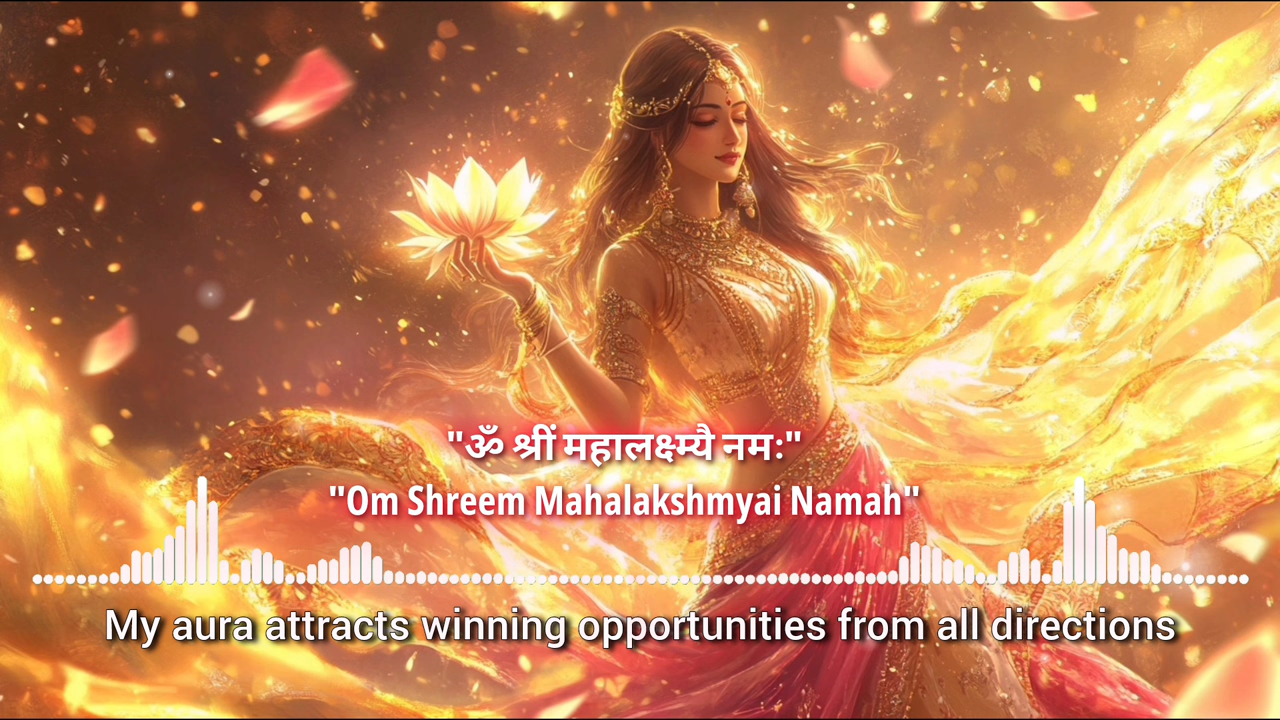 "ॐ श्रीं महालक्ष्म्यै नमः"
"Om Shreem Mahalakshmyai Namah"
My aura attracts winning opportunities from all directions